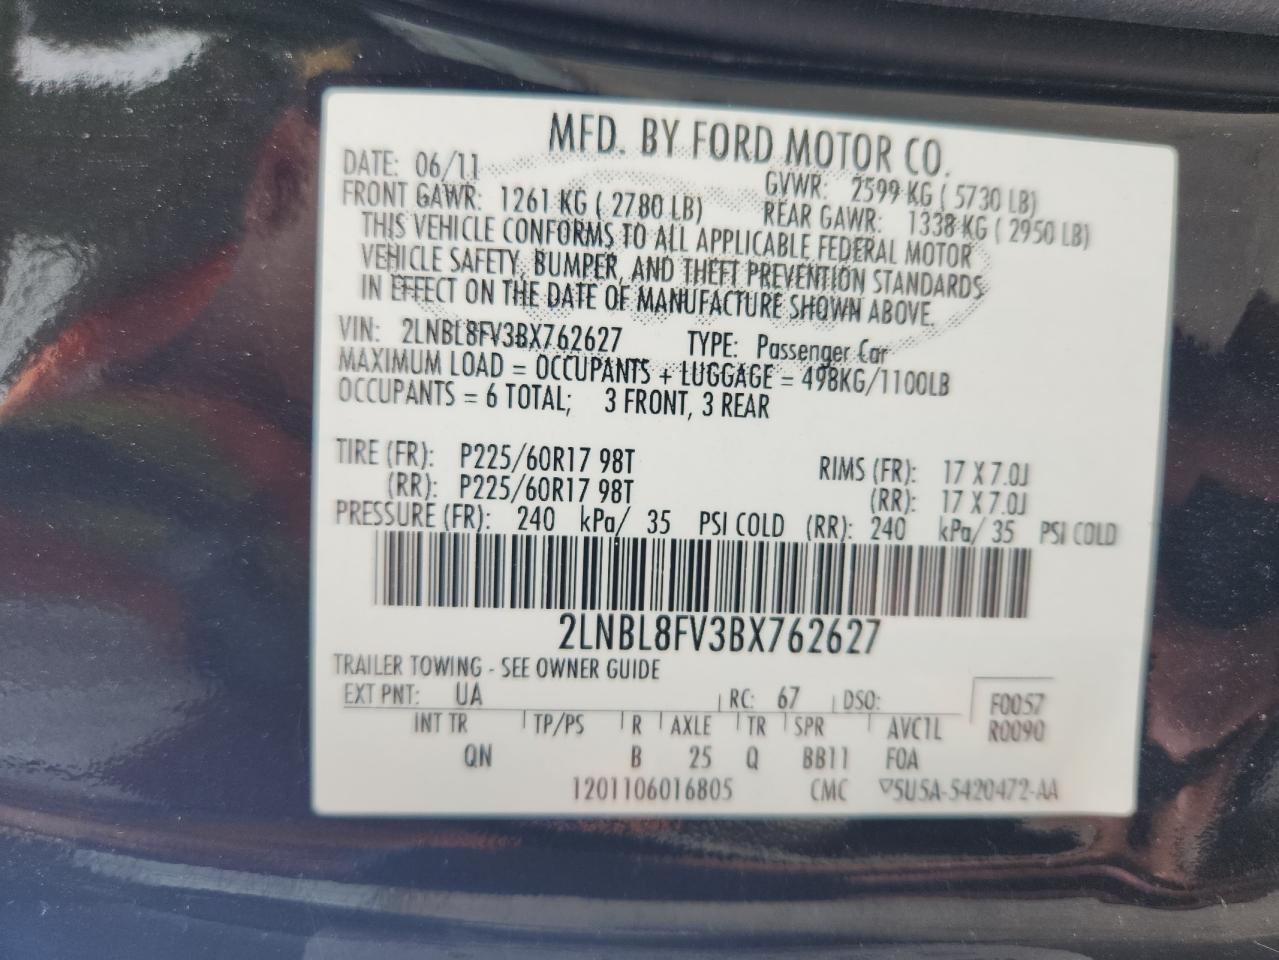 MFD. BY FORD MOTOR CO.
DATE: 06/11 GVWR: 2599 KG ( 5730 LB)
FRONT GAWR: 1261 KG ( 2780 LB) REAR GAWR: 1338 KG ( 2950 LB)
THIS VEHICLE CONFORMS TO ALL APPLICABLE FEDERAL MOTOR
VEHICLE SAFETY, BUMPER, AND THEFT PREVENTION STANDARDS
IN EFFECT ON THE DATE OF MANUFACTURE SHOWN ABOVE.
VIN: 2LNBL8FV3BX762627 TYPE: Passenger Car
MAXIMUM LOAD = OCCUPANTS + LUGGAGE = 498KG/1100LB
OCCUPANTS = 6 TOTAL; 3 FRONT, 3 REAR
TIRE (FR): P225/60R17 98T RIMS (FR): 17 X 7.0J
(RR): P225/60R17 98T (RR): 17 X 7.0J
PRESSURE (FR): 240 kPa/ 35 PSI COLD (RR): 240 kPa/ 35 PSI COLD
2LNBL8FV3BX762627
TRAILER TOWING - SEE OWNER GUIDE
EXT PNT: UA RC: 67 DSO: F0057
INT TR TP/PS R AXLE TR SPR AVCTL R0090
QN B 25 Q BB11 FOA
1201106016805 CMC ▽5U5A-5420472-AA